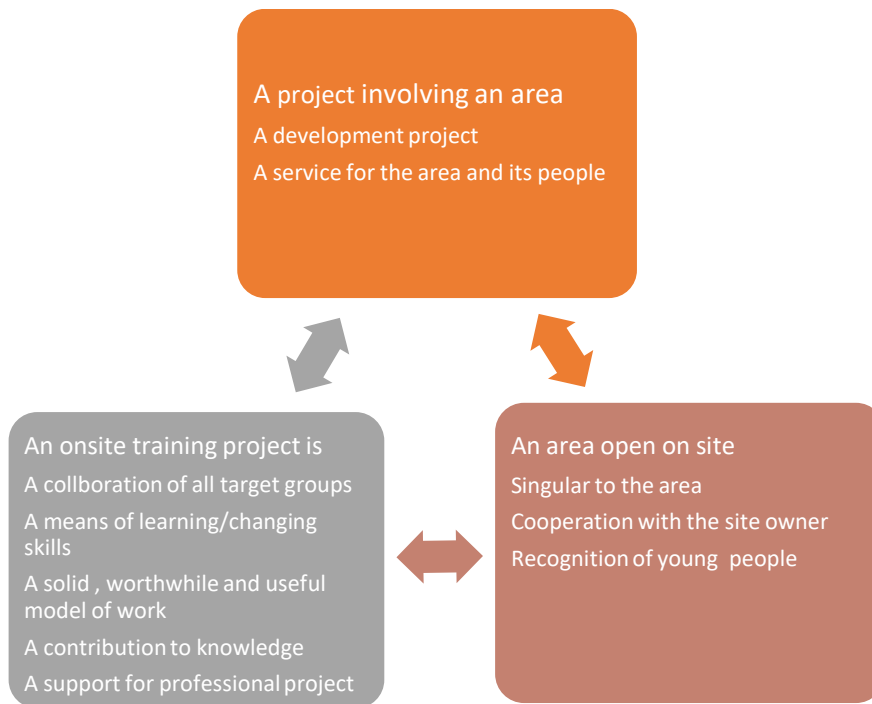 A project involving an area
A development project
A service for the area and its people
An onsite training project is
A collboration of all target groups
A means of learning/changing
skills
A solid , worthwhile and useful
model of work
A contribution to knowledge
A support for professional project
An area open on site
Singular to the area
Cooperation with the site owner
Recognition of young  people